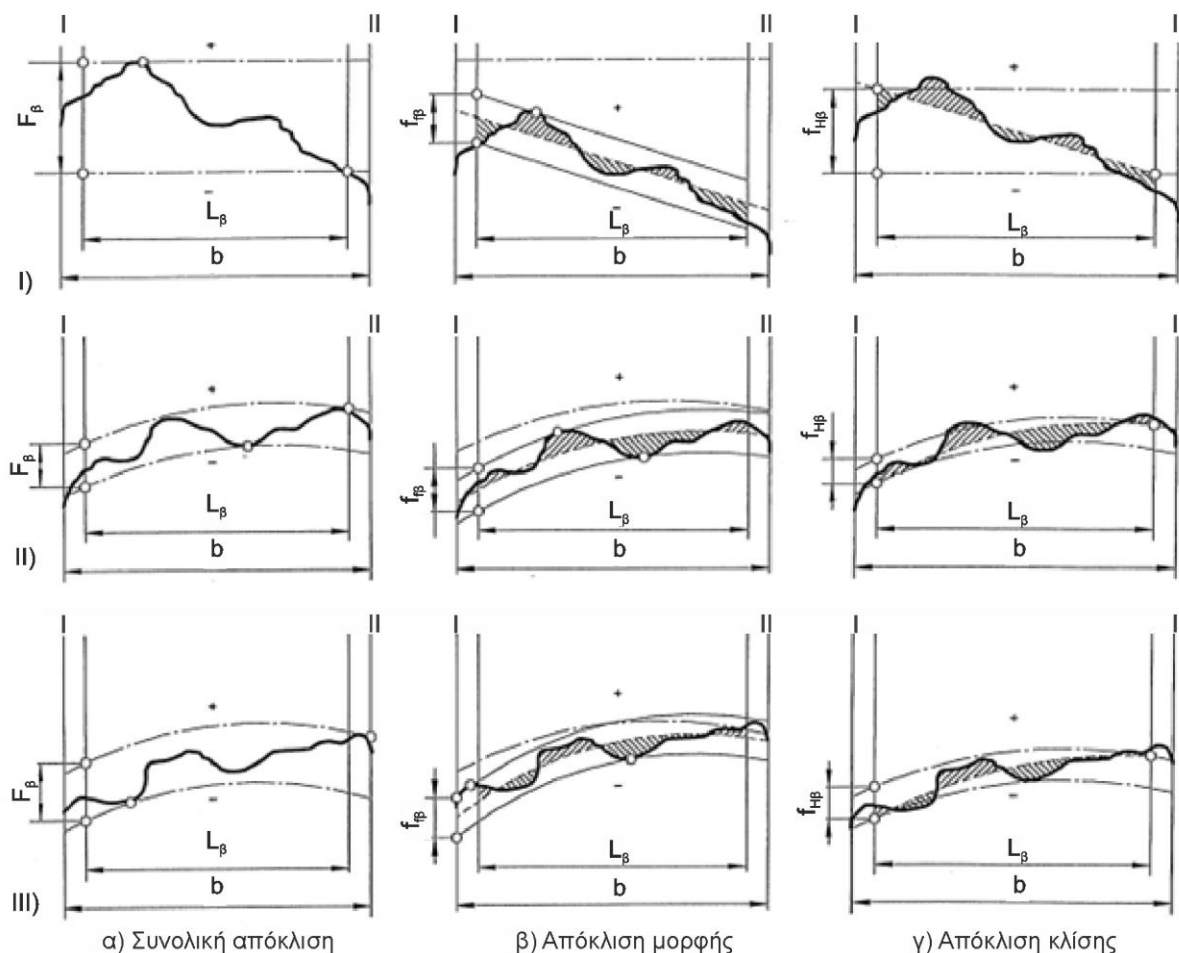 I II I II I I
+ + +
F_β f_fβ f_Hβ
- - -
L_β L_β L_β
b b b
I)
I II I II I I
+ + +
F_β f_fβ f_Hβ
- - -
L_β L_β L_β
b b b
II)
I II I II I I
+ + +
F_β f_fβ f_Hβ
- - -
L_β L_β L_β
b b b
III)
α) Συνολική απόκλιση β) Απόκλιση μορφής γ) Απόκλιση κλίσης